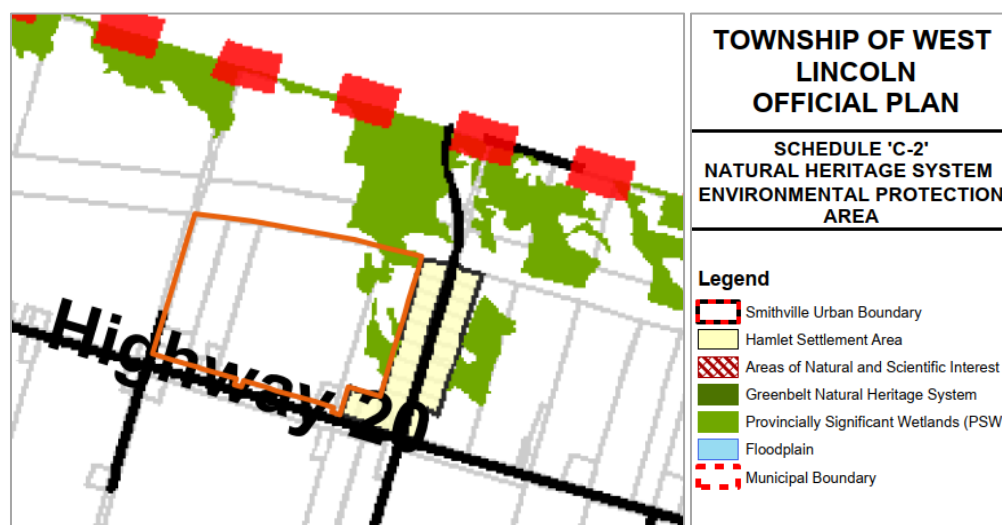 TOWNSHIP OF WEST
LINCOLN
OFFICIAL PLAN
SCHEDULE 'C-2'
NATURAL HERITAGE SYSTEM
ENVIRONMENTAL PROTECTION
AREA
Legend
Smithville Urban Boundary
Hamlet Settlement Area
Areas of Natural and Scientific Interest
Greenbelt Natural Heritage System
Provincially Significant Wetlands (PSW
Floodplain
Municipal Boundary
Highway 20